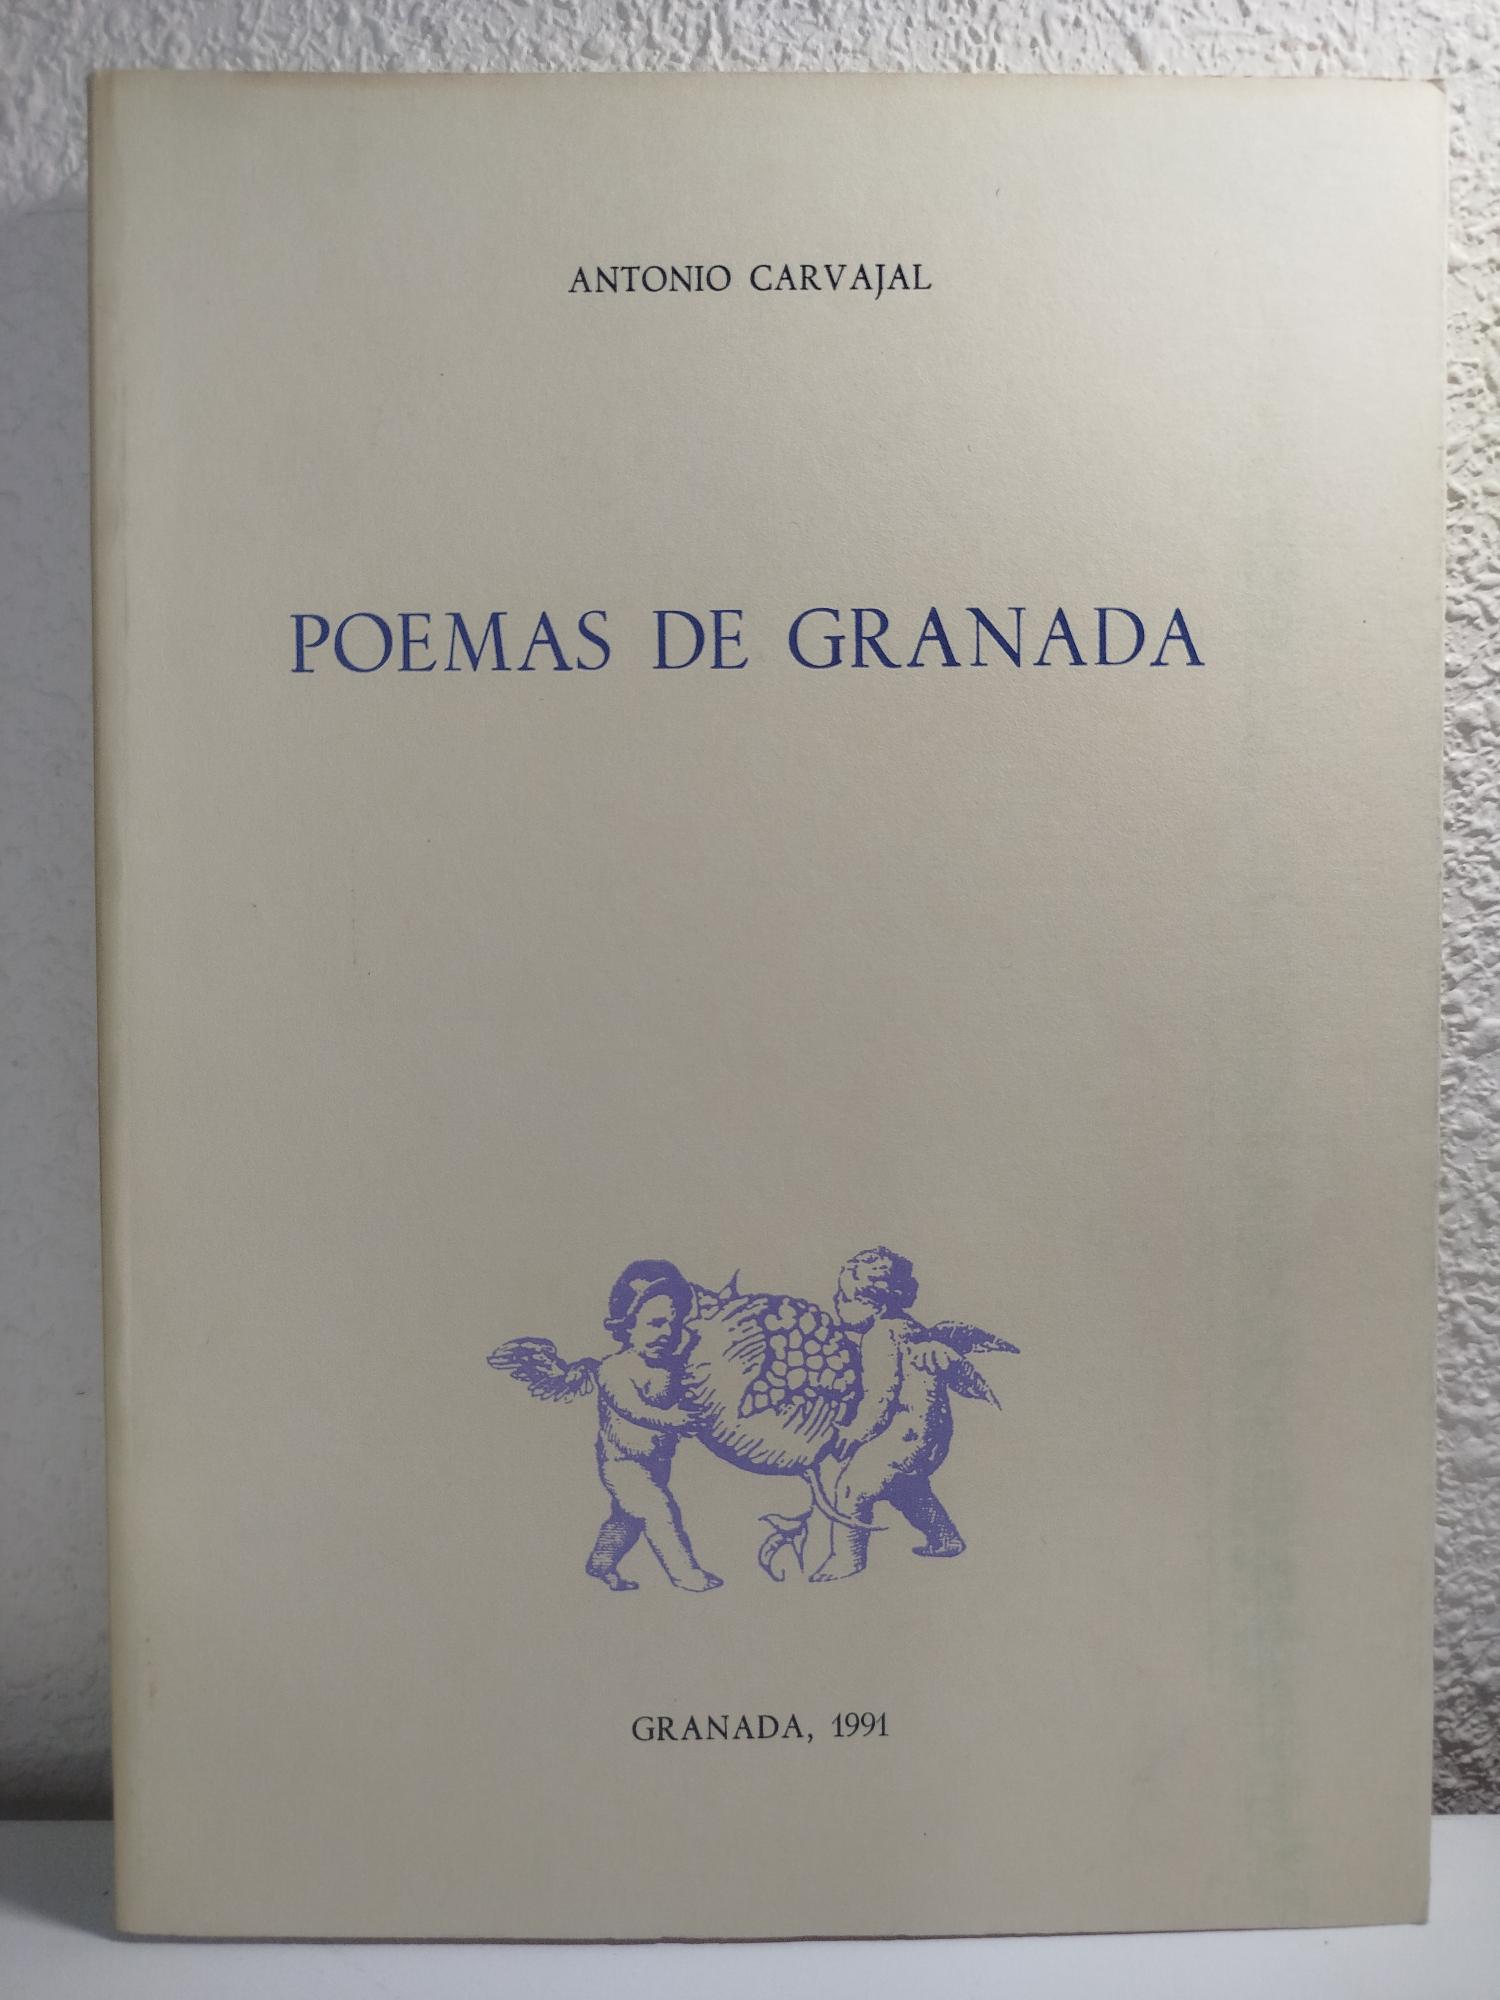 ANTONIO CARVAJAL
POEMAS DE GRANADA
GRANADA, 1991